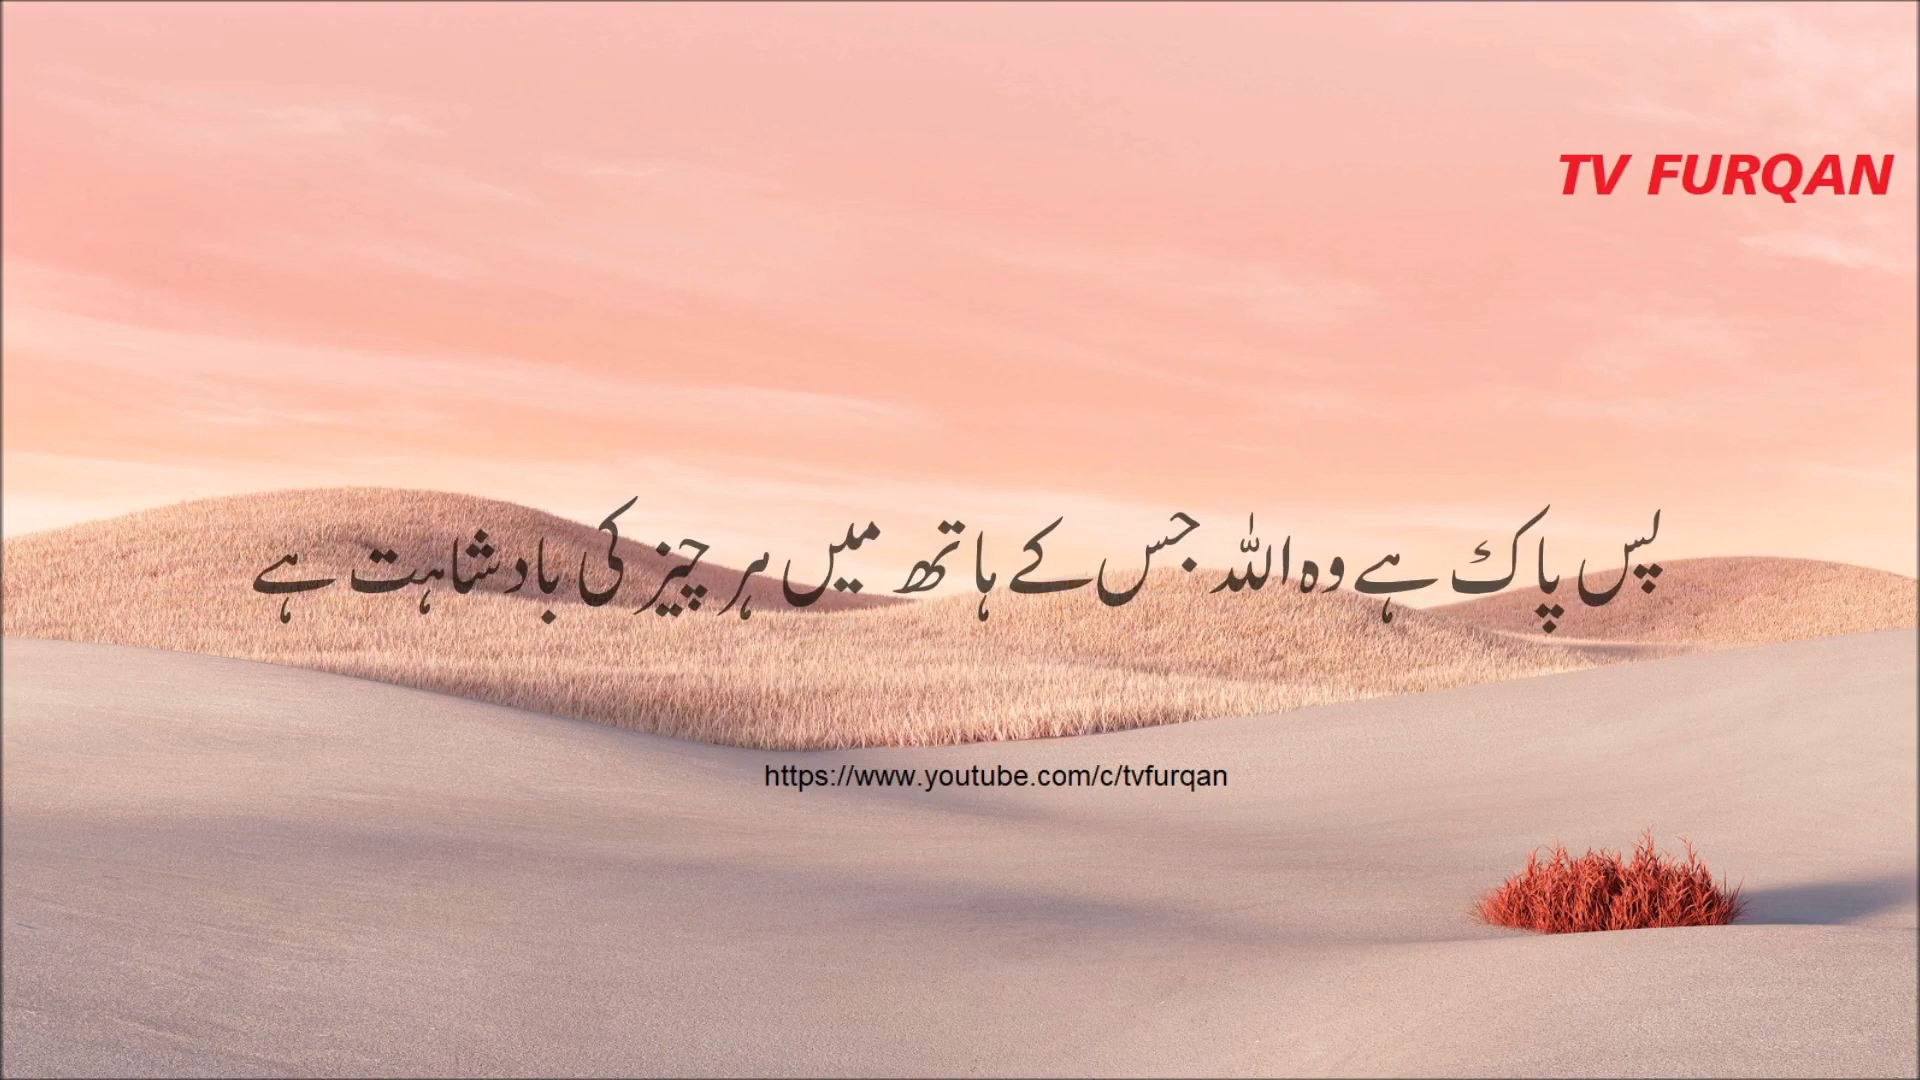 TV FURQAN
پس پاک ہے وہ اللہ جس کے ہاتھ میں ہر چیز کی بادشاہت ہے
https://www.youtube.com/c/tvfurqan